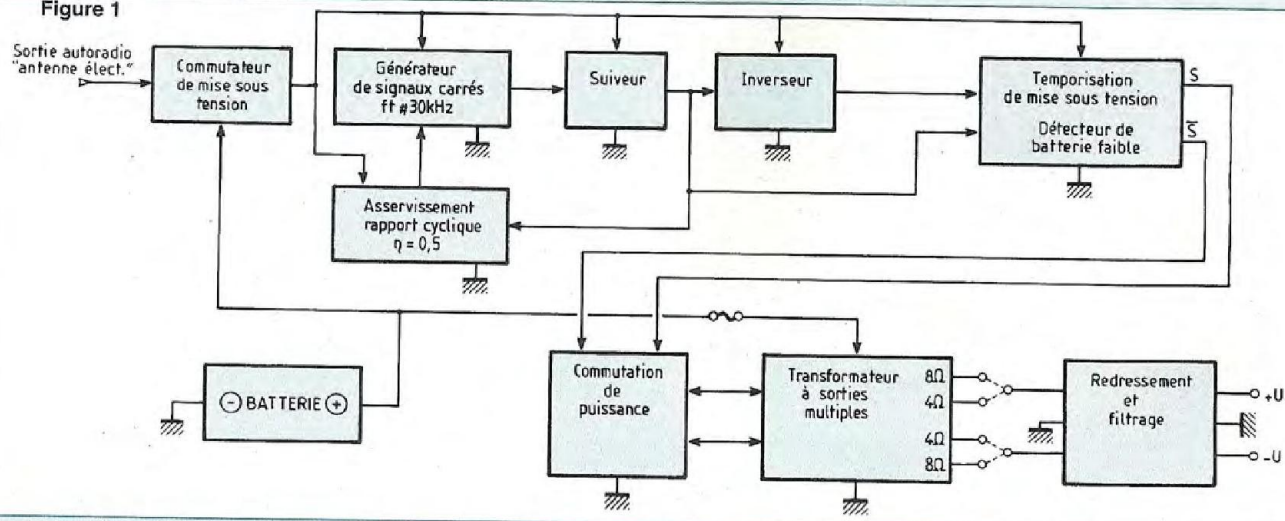 Figure 1
Sortie autoradio
"antenne élect."
Commutateur
de mise sous
tension
Générateur
de signaux carrés
ft #30kHz
Suiveur
Inverseur
Temporisation
de mise sous tension
Détecteur de
batterie faible
S
S̅
Asservissement
rapport cyclique
η = 0,5
⊖ BATTERIE ⊕
Commutation
de
puissance
Transformateur
à sorties
multiples
8Ω
4Ω
4Ω
8Ω
Redressement
et
filtrage
+U
-U